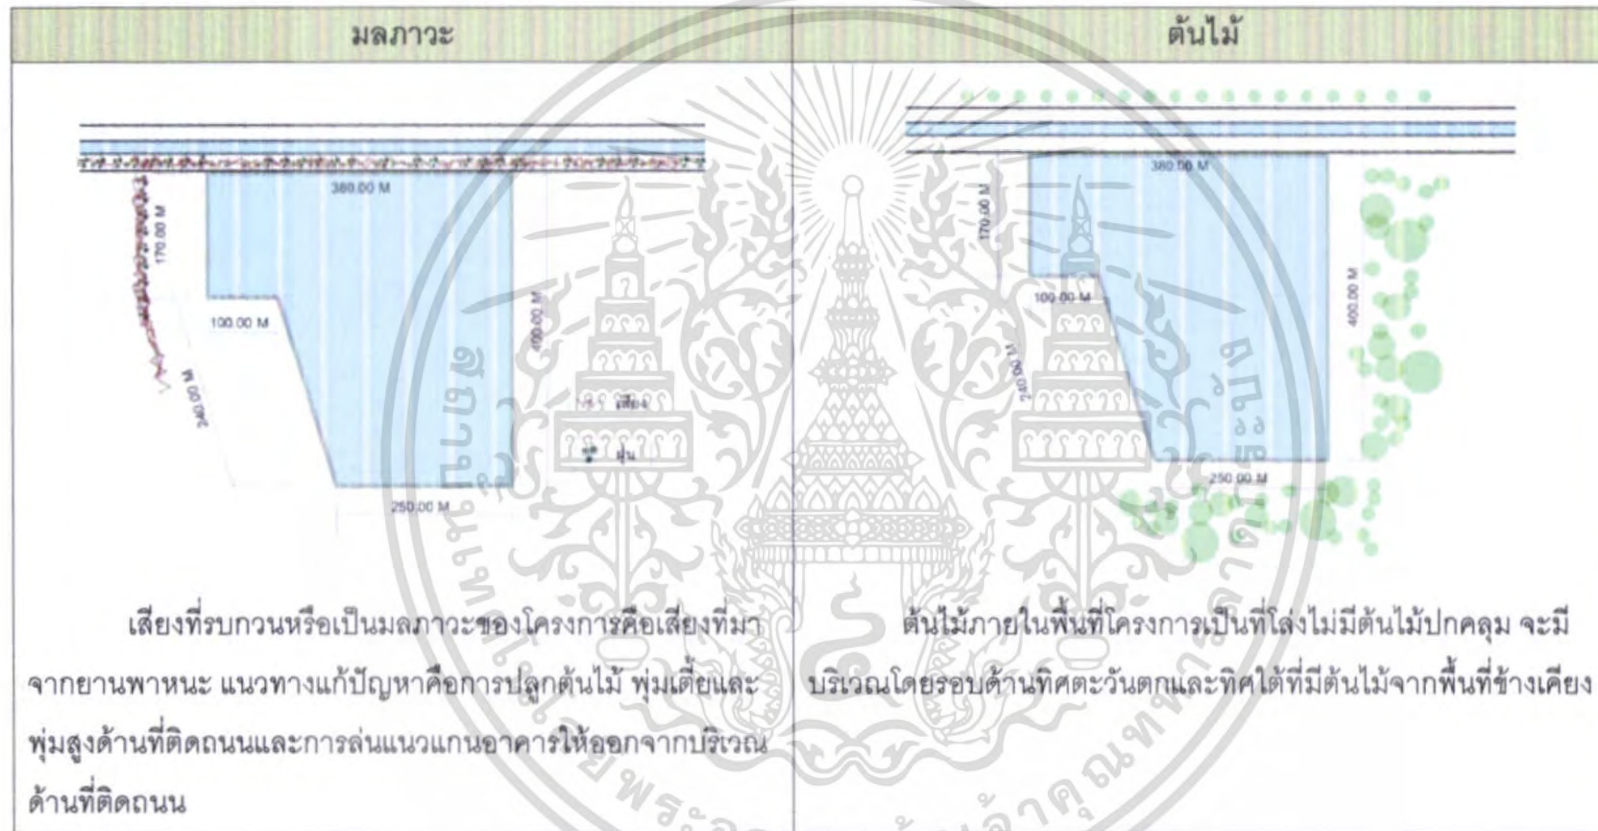 มลภาวะ
380.00 M
170.00 M
100.00 M
400.00 M
240.00 M
เสียง
ฝุ่น
250.00 M
เสียงที่รบกวนหรือเป็นมลภาวะของโครงการคือเสียงที่มา
จากยานพาหนะ แนวทางแก้ปัญหาคือการปลูกต้นไม้ พุ่มเตี้ยและ
พุ่มสูงด้านที่ติดถนนและการล่นแนวแกนอาคารให้ออกจากบริเวณ
ด้านที่ติดถนน
ต้นไม้
380.00 M
170.00 M
100.00 M
400.00 M
240.00 M
250.00 M
ต้นไม้ภายในพื้นที่โครงการเป็นที่โล่งไม่มีต้นไม้ปกคลุม จะมี
บริเวณโดยรอบด้านทิศตะวันตกและทิศใต้ที่มีต้นไม้จากพื้นที่ข้างเคียง